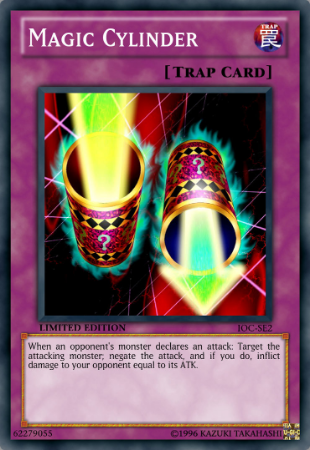 Magic Cylinder
TRAP
罠
[Trap Card]
?
?
LIMITED EDITION
IOC-SE2
When an opponent's monster declares an attack: Target the
attacking monster; negate the attack, and if you do, inflict
damage to your opponent equal to its ATK.
62279055
©1996 KAZUKI TAKAHASHI